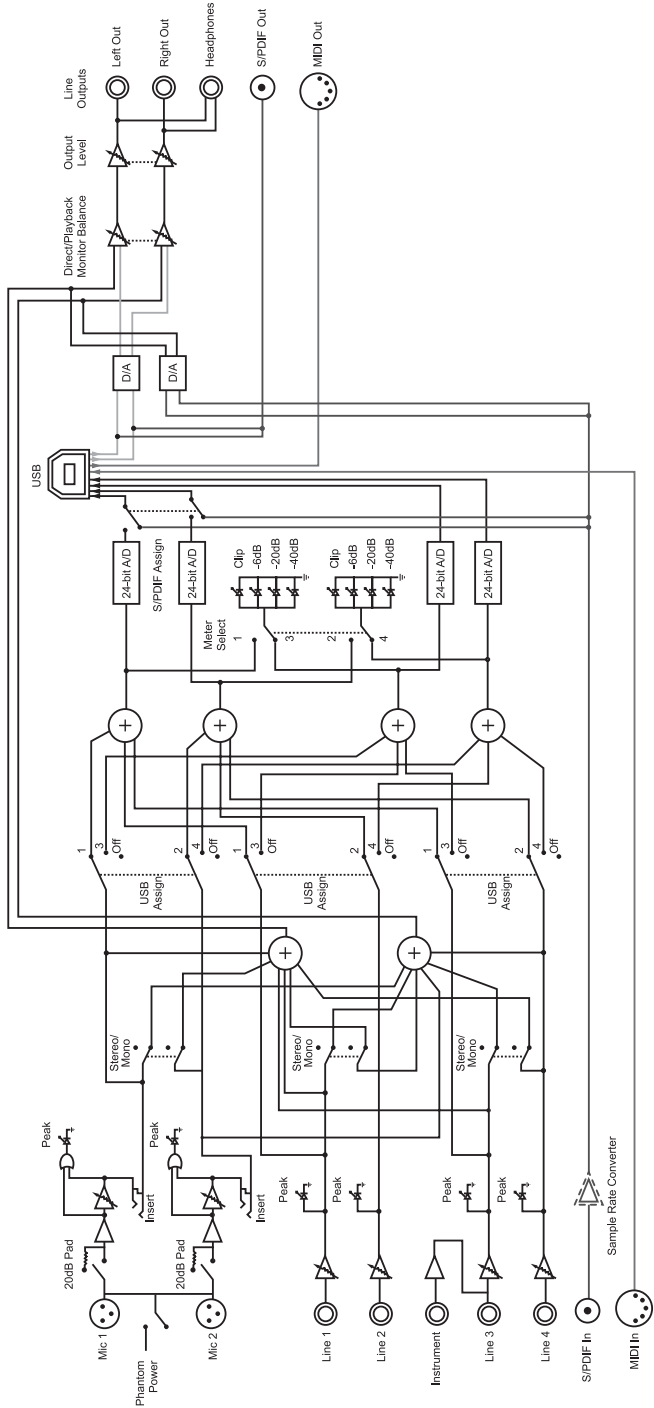 Mic 1
Phantom
Power
Mic 2
20dB Pad
20dB Pad
Peak
Insert
Peak
Insert
Line 1
Line 2
Instrument
Line 3
Line 4
S/PDIF In
MIDI In
Peak
Peak
Peak
Peak
Sample Rate Converter
Stereo/
Mono
Stereo/
Mono
Stereo/
Mono
+
+
USB
Assign
USB
Assign
USB
Assign
1
3
Off
2
4
Off
1
3
Off
2
4
Off
1
3
Off
2
4
Off
+
+
+
+
Meter
Select
1
3
2
4
Clip
-6dB
-20dB
-40dB
Clip
-6dB
-20dB
-40dB
24-bit A/D
24-bit A/D
24-bit A/D
24-bit A/D
S/PDIF Assign
USB
D/A
D/A
Direct/Playback
Monitor Balance
Output
Level
Line
Outputs
Left Out
Right Out
Headphones
S/PDIF Out
MIDI Out